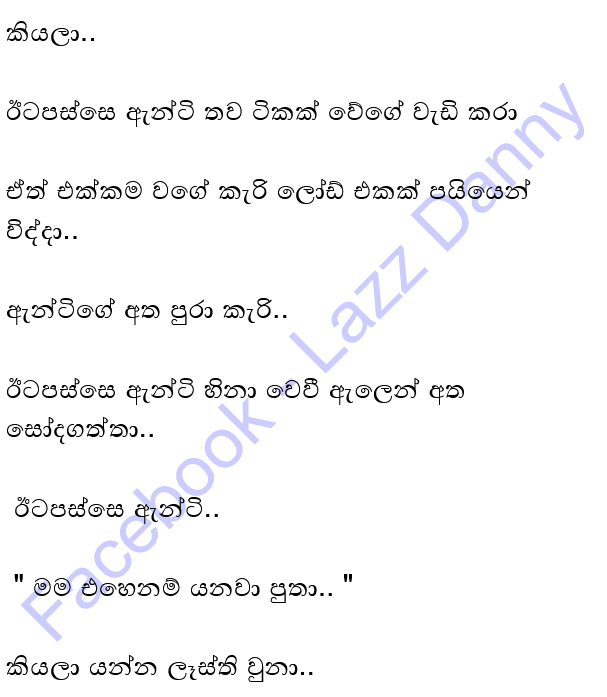 කියලා..
ඊටපස්සෙ ඇන්ටි තව ටිකක් වේගේ වැඩි කරා
ඒත් එක්කම වගේ කැරි ලෝඩ් එකක් පයියෙන්
විද්දා..
ඇන්ටිගේ අත පුරා කැරි..
ඊටපස්සෙ ඇන්ටි හිනා වෙවී ඇලෙන් අත
සෝදගත්තා..
ඊටපස්සෙ ඇන්ටි..
" මම එහෙනම් යනවා පුතා.. "
කියලා යන්න ලෑස්ති වුනා..
Facebook - Lazz Danny